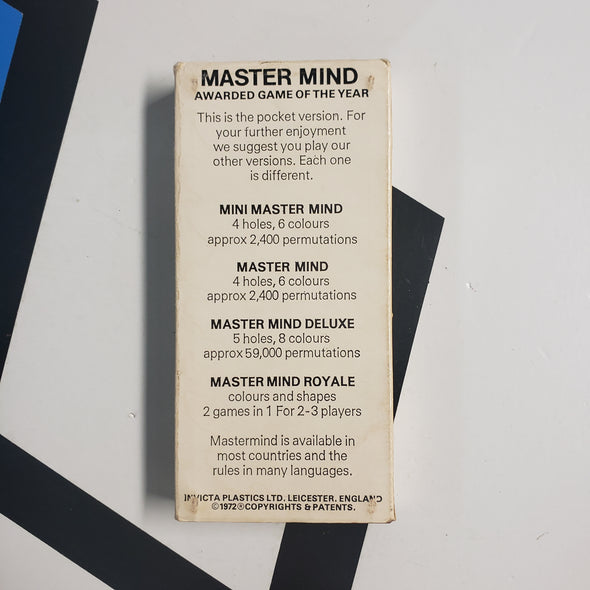 MASTER MIND
AWARDED GAME OF THE YEAR
This is the pocket version. For
your further enjoyment
we suggest you play our
other versions. Each one
is different.
MINI MASTER MIND
4 holes, 6 colours
approx 2,400 permutations
MASTER MIND
4 holes, 6 colours
approx 2,400 permutations
MASTER MIND DELUXE
5 holes, 8 colours
approx 59,000 permutations
MASTER MIND ROYALE
colours and shapes
2 games in 1 For 2-3 players
Mastermind is available in
most countries and the
rules in many languages.
INVICTA PLASTICS LTD. LEICESTER. ENGLAND
©1972®COPYRIGHTS & PATENTS.